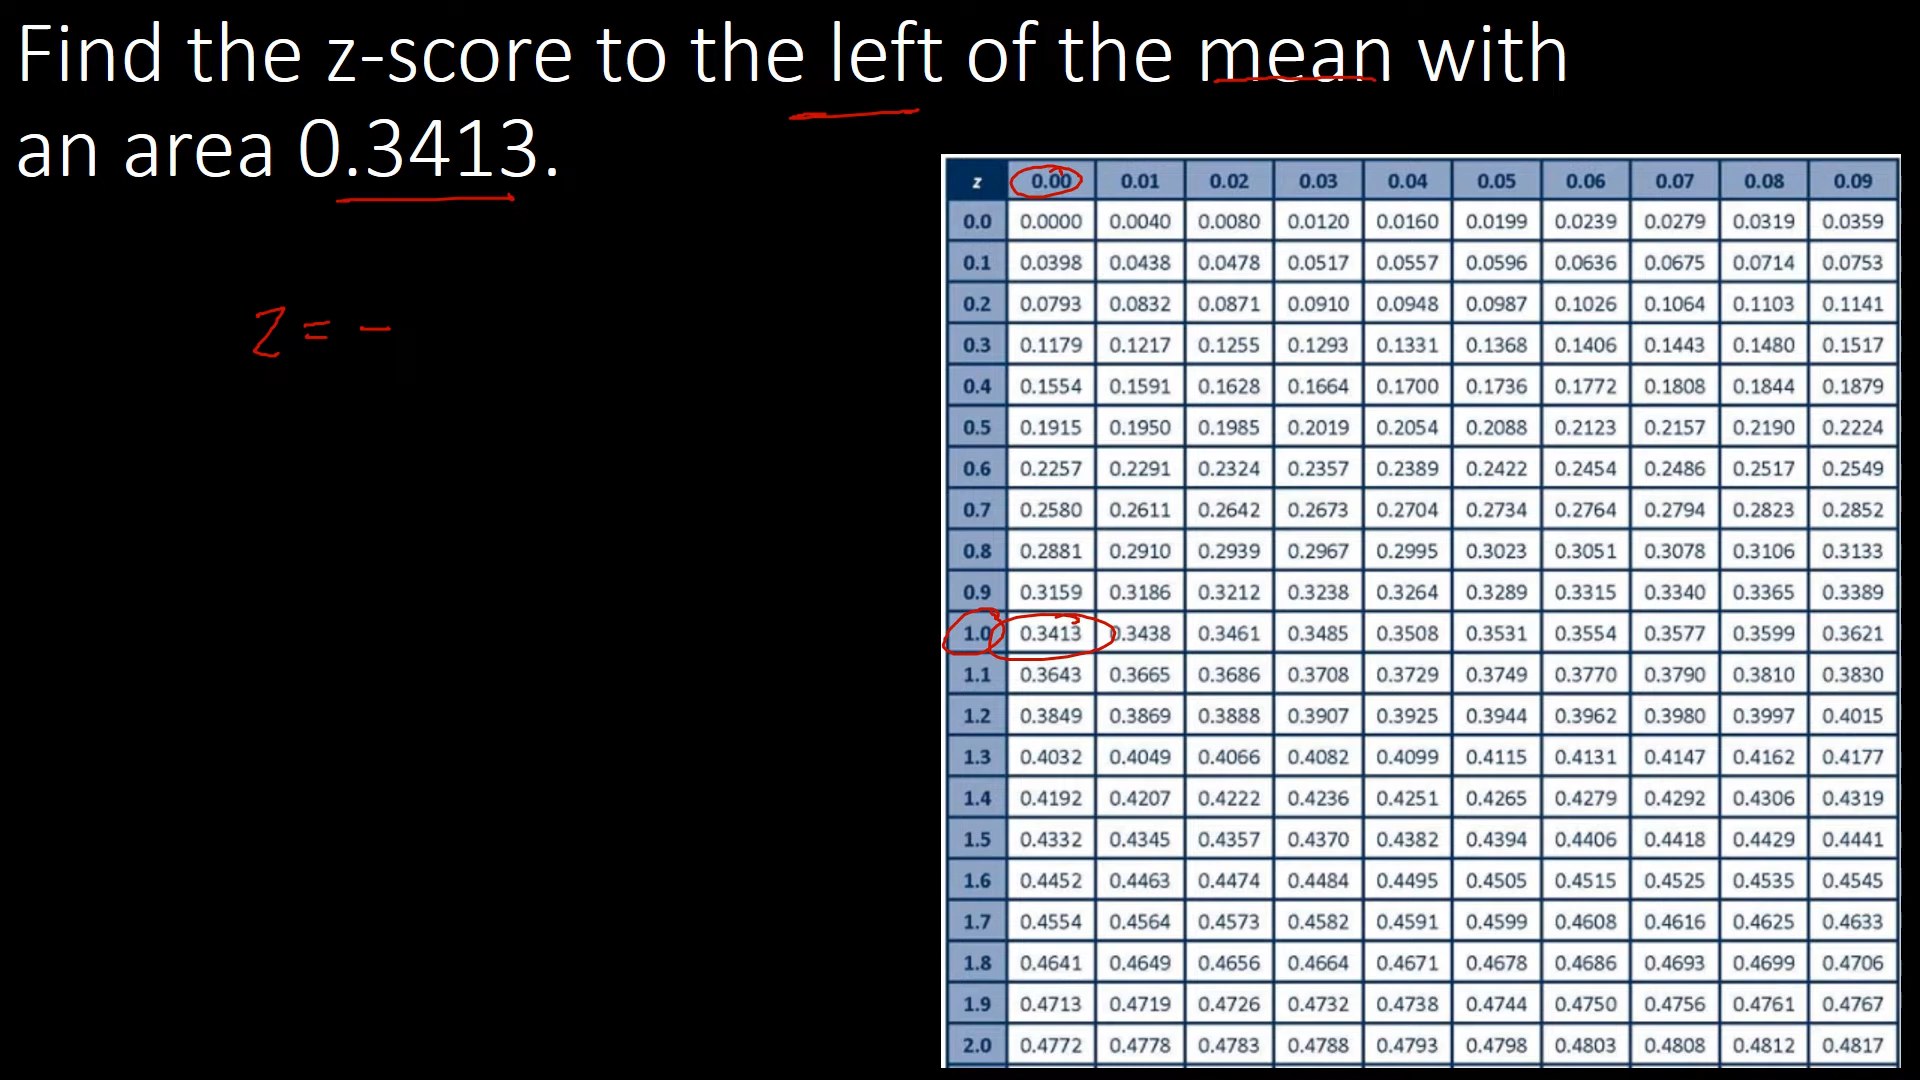 Find the z-score to the left of the mean with
an area 0.3413.
z = -
z 0.00 0.01 0.02 0.03 0.04 0.05 0.06 0.07 0.08 0.09
0.0 0.0000 0.0040 0.0080 0.0120 0.0160 0.0199 0.0239 0.0279 0.0319 0.0359
0.1 0.0398 0.0438 0.0478 0.0517 0.0557 0.0596 0.0636 0.0675 0.0714 0.0753
0.2 0.0793 0.0832 0.0871 0.0910 0.0948 0.0987 0.1026 0.1064 0.1103 0.1141
0.3 0.1179 0.1217 0.1255 0.1293 0.1331 0.1368 0.1406 0.1443 0.1480 0.1517
0.4 0.1554 0.1591 0.1628 0.1664 0.1700 0.1736 0.1772 0.1808 0.1844 0.1879
0.5 0.1915 0.1950 0.1985 0.2019 0.2054 0.2088 0.2123 0.2157 0.2190 0.2224
0.6 0.2257 0.2291 0.2324 0.2357 0.2389 0.2422 0.2454 0.2486 0.2517 0.2549
0.7 0.2580 0.2611 0.2642 0.2673 0.2704 0.2734 0.2764 0.2794 0.2823 0.2852
0.8 0.2881 0.2910 0.2939 0.2967 0.2995 0.3023 0.3051 0.3078 0.3106 0.3133
0.9 0.3159 0.3186 0.3212 0.3238 0.3264 0.3289 0.3315 0.3340 0.3365 0.3389
1.0 0.3413 0.3438 0.3461 0.3485 0.3508 0.3531 0.3554 0.3577 0.3599 0.3621
1.1 0.3643 0.3665 0.3686 0.3708 0.3729 0.3749 0.3770 0.3790 0.3810 0.3830
1.2 0.3849 0.3869 0.3888 0.3907 0.3925 0.3944 0.3962 0.3980 0.3997 0.4015
1.3 0.4032 0.4049 0.4066 0.4082 0.4099 0.4115 0.4131 0.4147 0.4162 0.4177
1.4 0.4192 0.4207 0.4222 0.4236 0.4251 0.4265 0.4279 0.4292 0.4306 0.4319
1.5 0.4332 0.4345 0.4357 0.4370 0.4382 0.4394 0.4406 0.4418 0.4429 0.4441
1.6 0.4452 0.4463 0.4474 0.4484 0.4495 0.4505 0.4515 0.4525 0.4535 0.4545
1.7 0.4554 0.4564 0.4573 0.4582 0.4591 0.4599 0.4608 0.4616 0.4625 0.4633
1.8 0.4641 0.4649 0.4656 0.4664 0.4671 0.4678 0.4686 0.4693 0.4699 0.4706
1.9 0.4713 0.4719 0.4726 0.4732 0.4738 0.4744 0.4750 0.4756 0.4761 0.4767
2.0 0.4772 0.4778 0.4783 0.4788 0.4793 0.4798 0.4803 0.4808 0.4812 0.4817